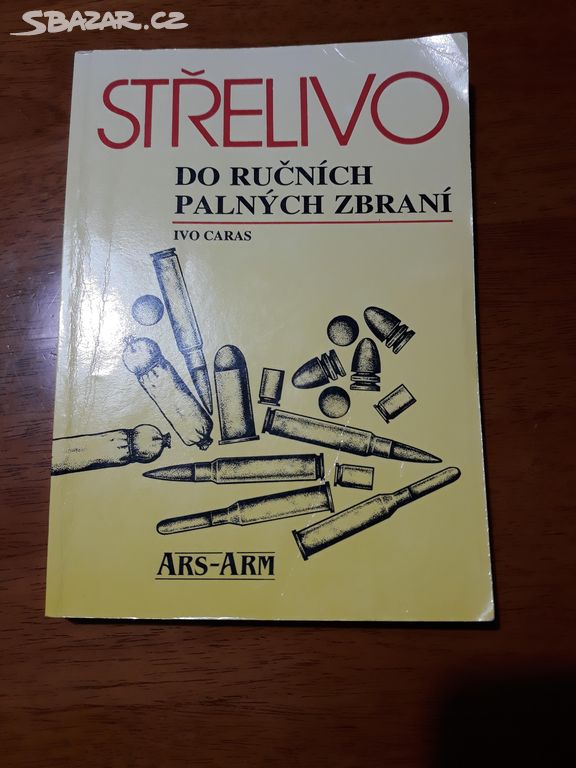 SBAZAR.CZ
STŘELIVO
DO RUČNÍCH
PALNÝCH ZBRANÍ
IVO CARAS
ARS-ARM